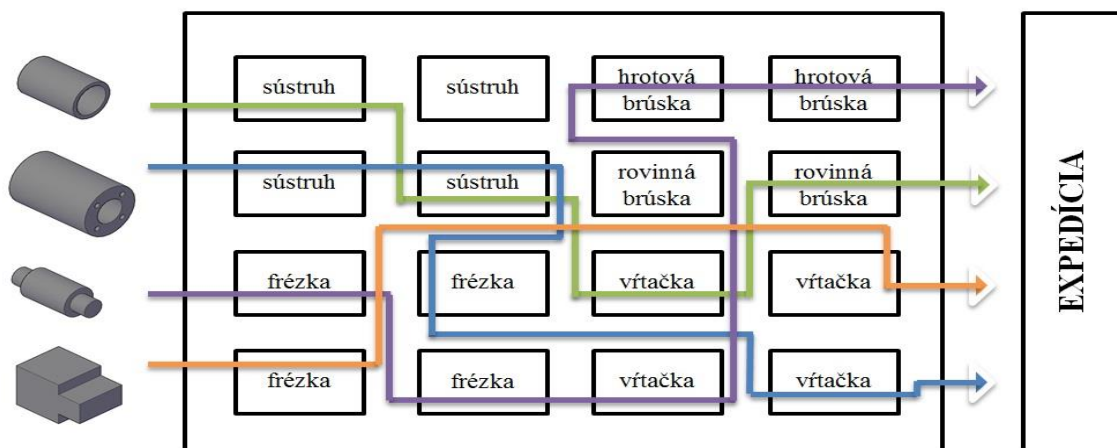 sústruh
sústruh
hrotová
brúska
hrotová
brúska
sústruh
sústruh
rovinná
brúska
rovinná
brúska
frézka
frézka
vŕtačka
vŕtačka
frézka
frézka
vŕtačka
vŕtačka
EXPEDÍCIA